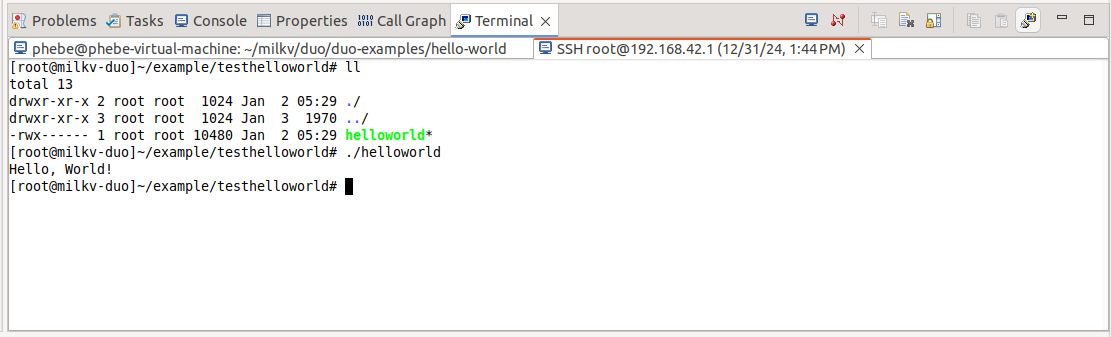 Problems Tasks Console Properties Call Graph Terminal
phebe@phebe-virtual-machine: ~/milkv/duo/duo-examples/hello-world SSH root@192.168.42.1 (12/31/24, 1:44 PM)
[root@milkv-duo]~/example/testhelloworld# ll
total 13
drwxr-xr-x 2 root root  1024 Jan  2 05:29 ./
drwxr-xr-x 3 root root  1024 Jan  3  1970 ../
-rwx------ 1 root root 10480 Jan  2 05:29 helloworld*
[root@milkv-duo]~/example/testhelloworld# ./helloworld
Hello, World!
[root@milkv-duo]~/example/testhelloworld#